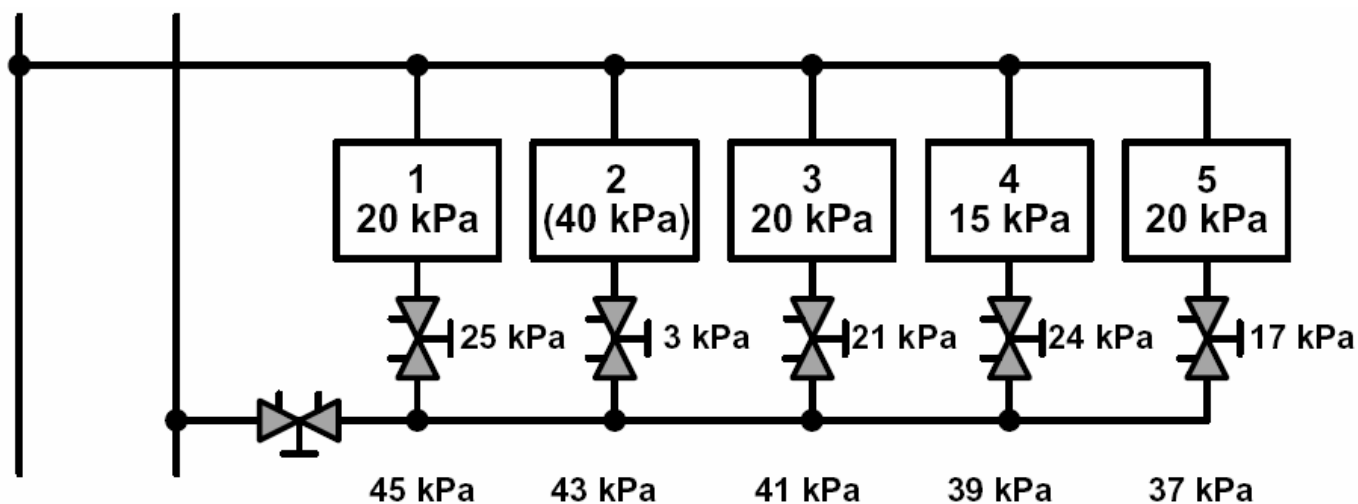 1
20 kPa
2
(40 kPa)
3
20 kPa
4
15 kPa
5
20 kPa
25 kPa
3 kPa
21 kPa
24 kPa
17 kPa
45 kPa
43 kPa
41 kPa
39 kPa
37 kPa